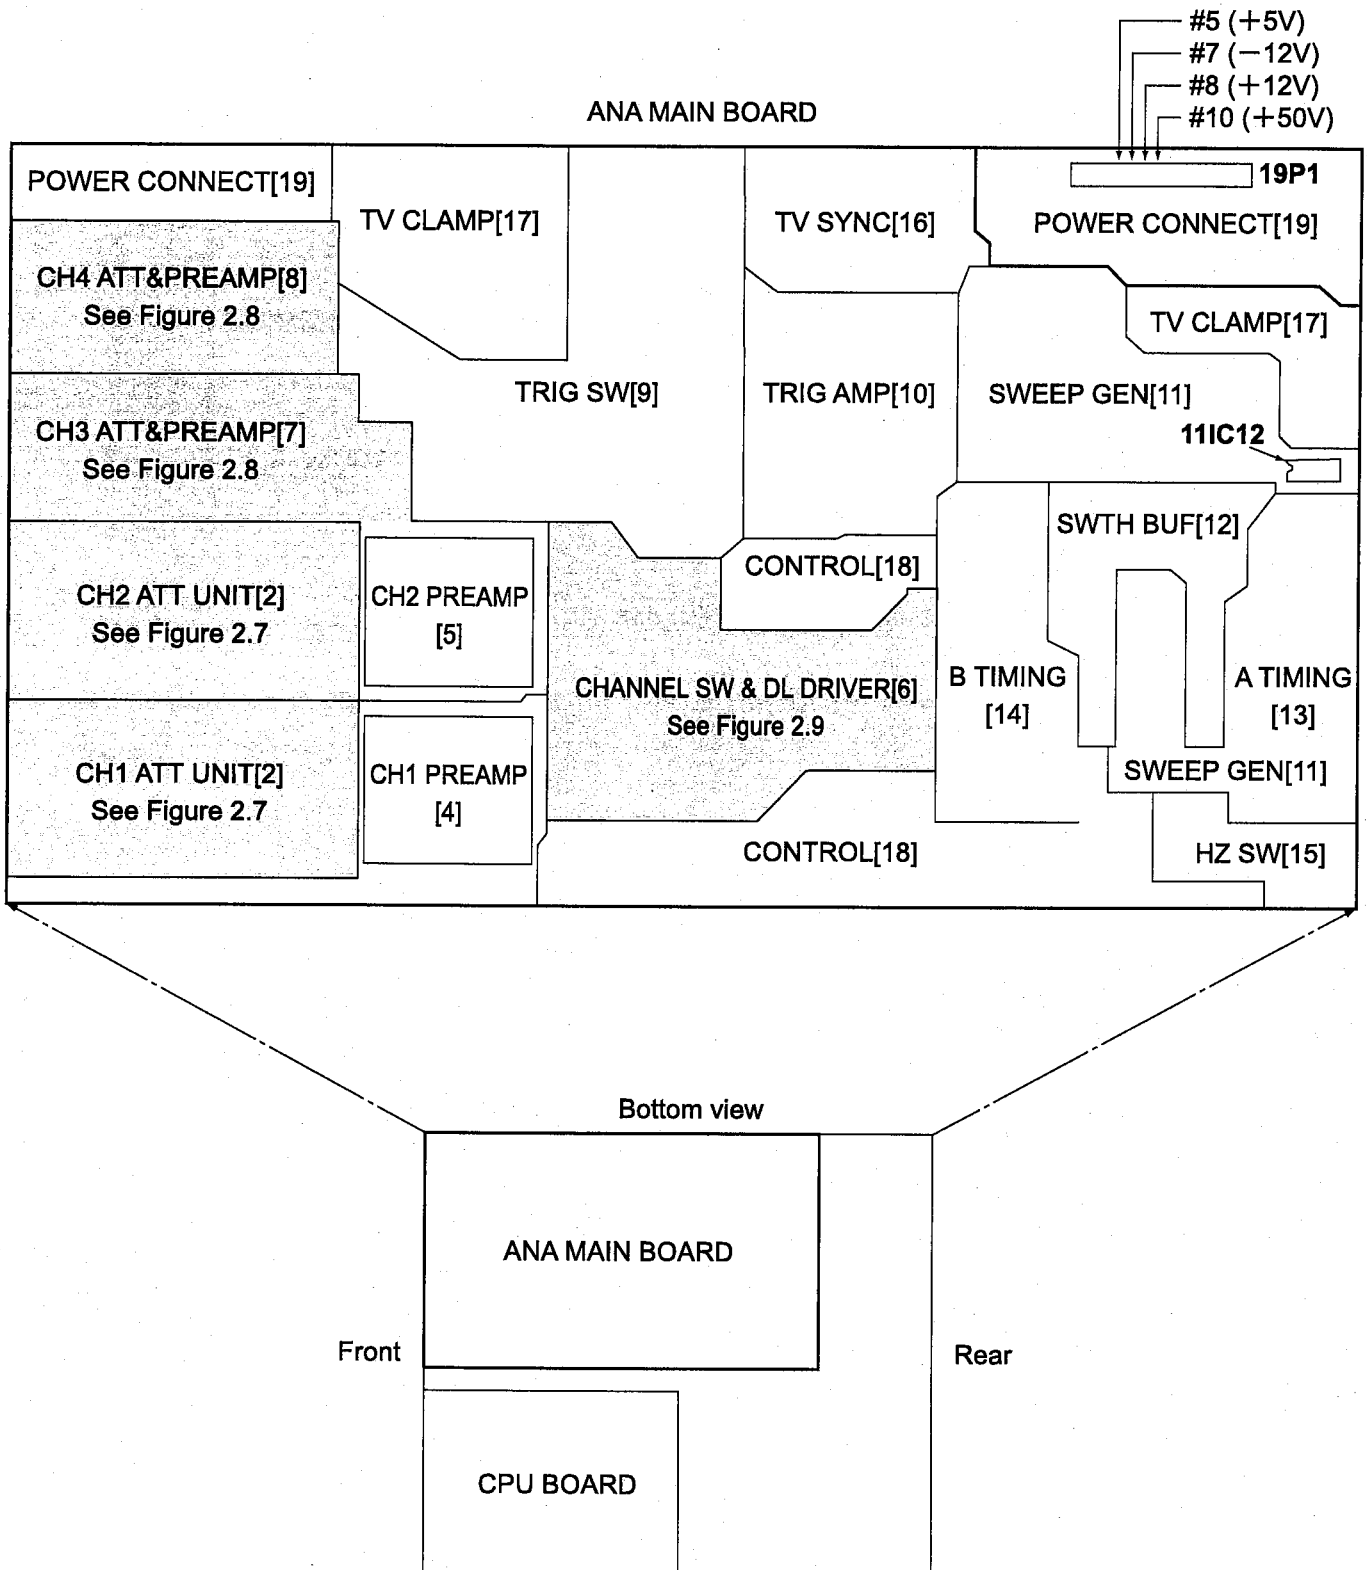 #5 (+5V)
#7 (−12V)
#8 (+12V)
#10 (+50V)
ANA MAIN BOARD
POWER CONNECT[19]
TV CLAMP[17]
TV SYNC[16]
19P1
POWER CONNECT[19]
CH4 ATT&PREAMP[8]
See Figure 2.8
TV CLAMP[17]
TRIG SW[9]
TRIG AMP[10]
SWEEP GEN[11]
CH3 ATT&PREAMP[7]
See Figure 2.8
11IC12
SWTH BUF[12]
CONTROL[18]
CH2 ATT UNIT[2]
See Figure 2.7
CH2 PREAMP
[5]
CHANNEL SW & DL DRIVER[6]
See Figure 2.9
B TIMING
[14]
A TIMING
[13]
CH1 ATT UNIT[2]
See Figure 2.7
CH1 PREAMP
[4]
SWEEP GEN[11]
CONTROL[18]
HZ SW[15]
Bottom view
ANA MAIN BOARD
Front
Rear
CPU BOARD